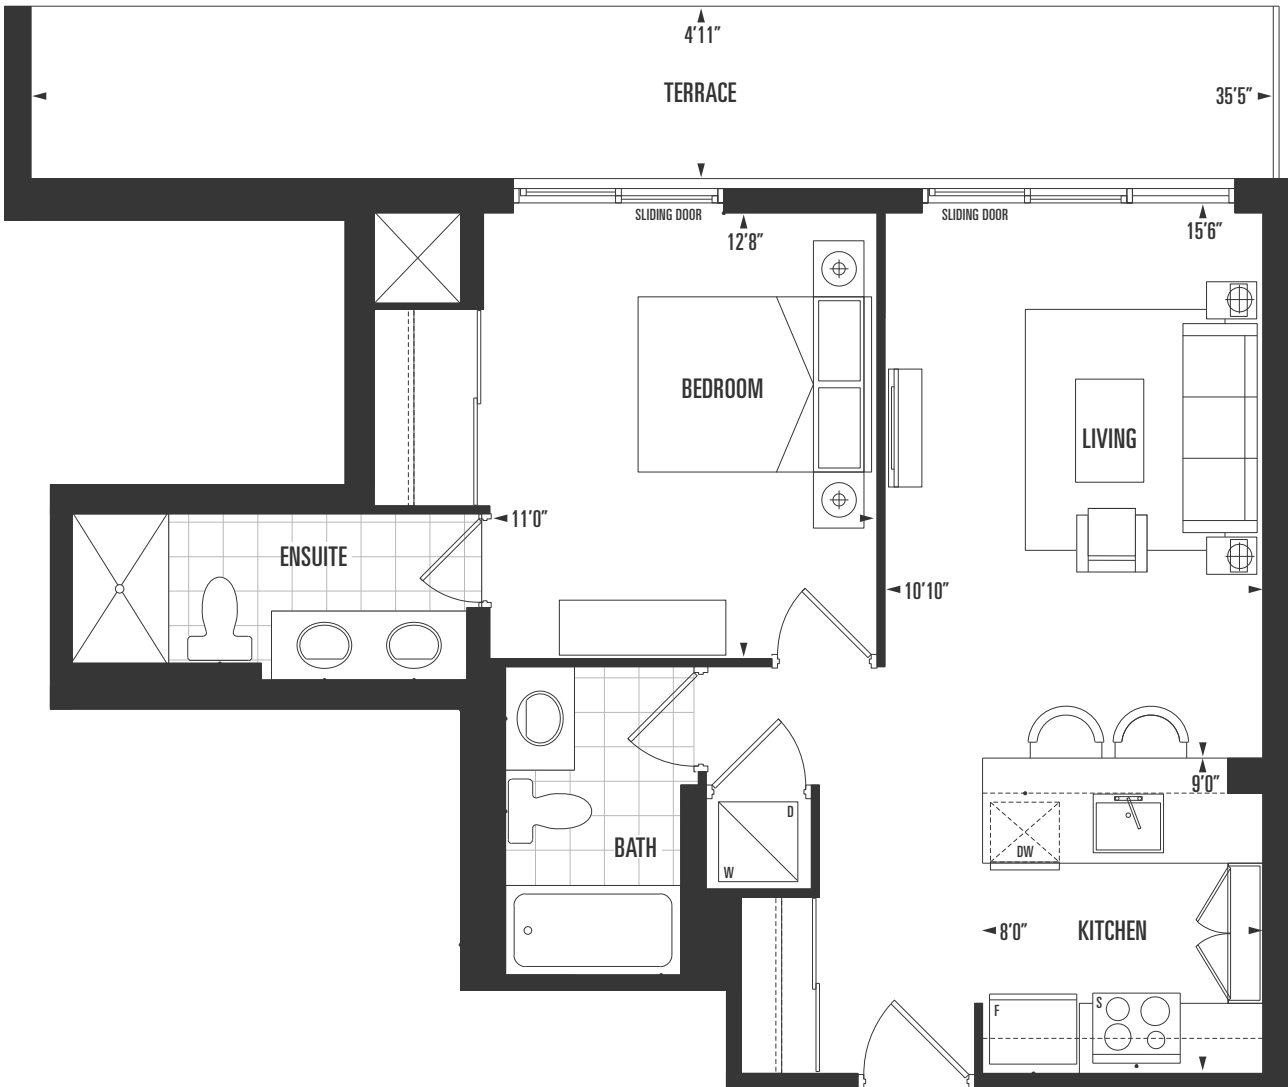 4'11"
TERRACE
35'5"
SLIDING DOOR
SLIDING DOOR
12'8"
15'6"
BEDROOM
LIVING
11'0"
ENSUITE
10'10"
9'0"
D
BATH
DW
W
8'0"
KITCHEN
F
S